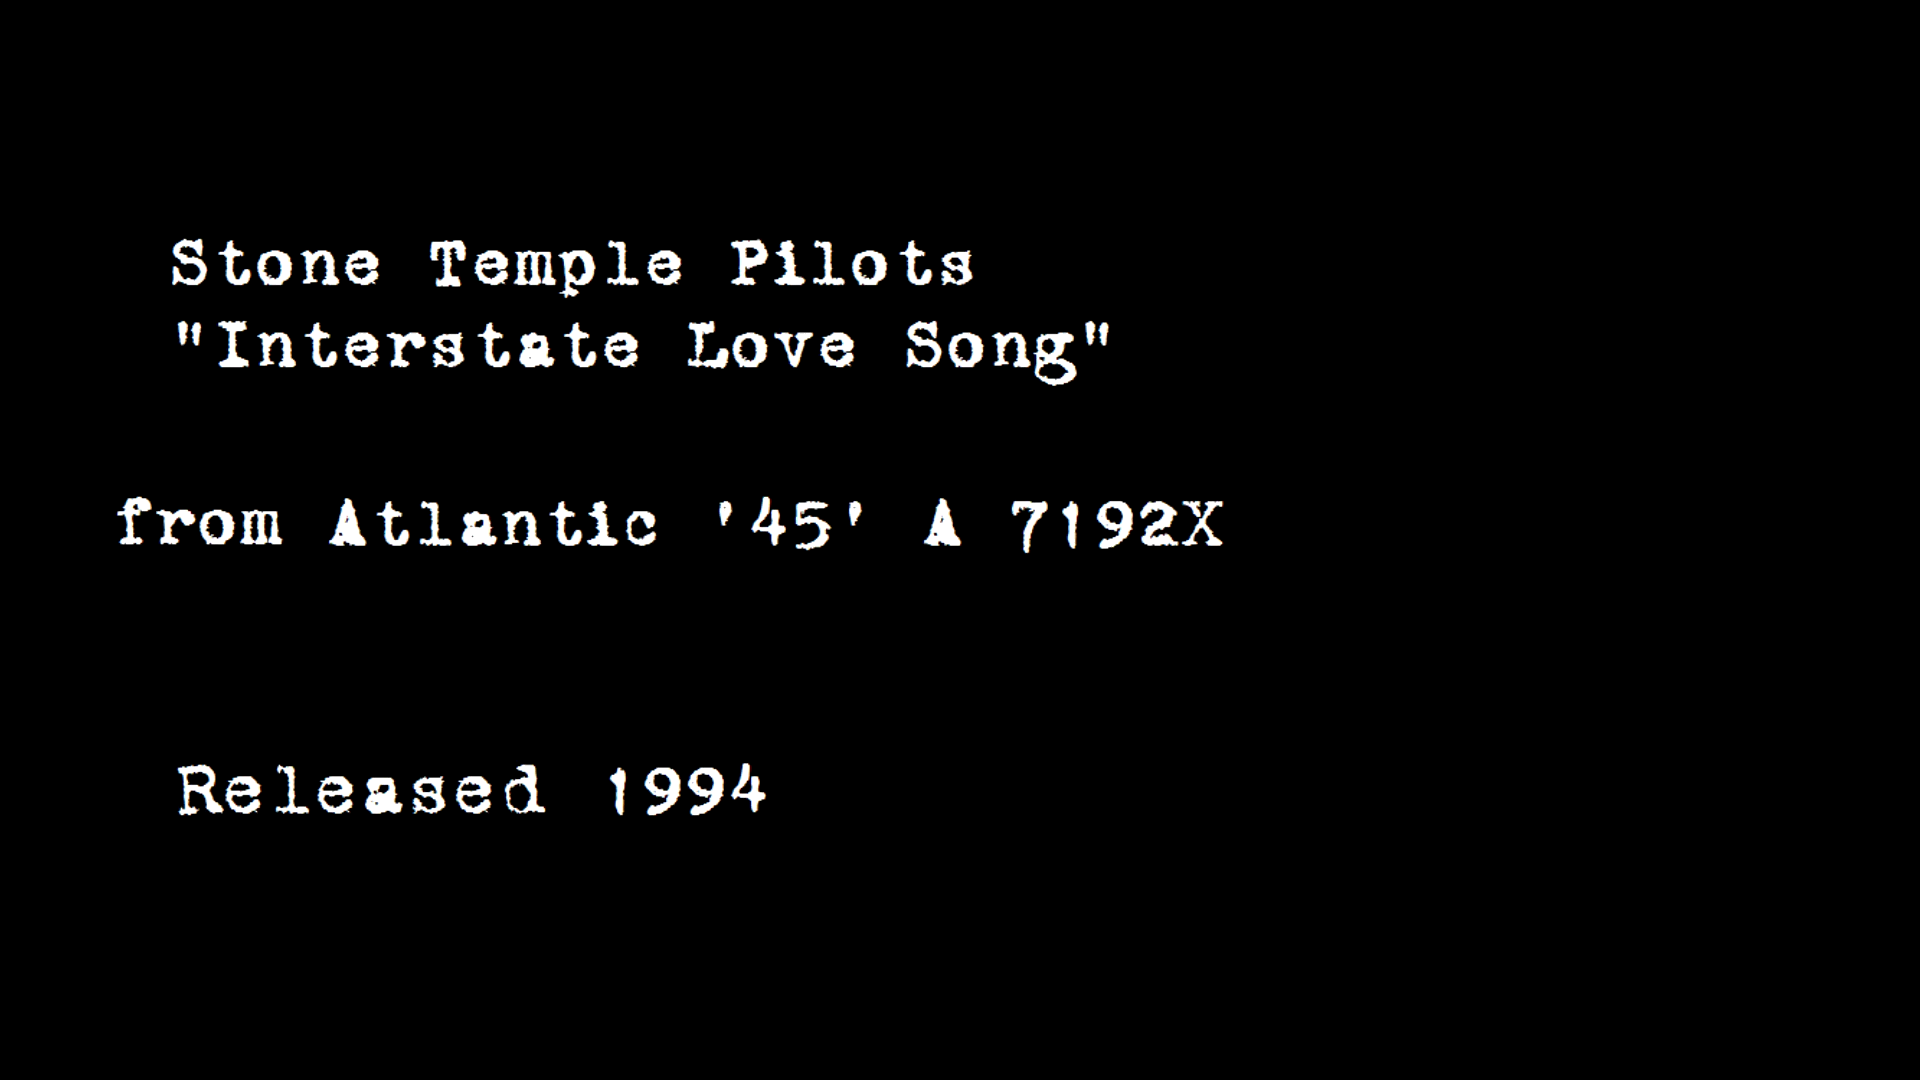 Stone Temple Pilots
"Interstate Love Song"
from Atlantic '45' A 7192X
Released 1994